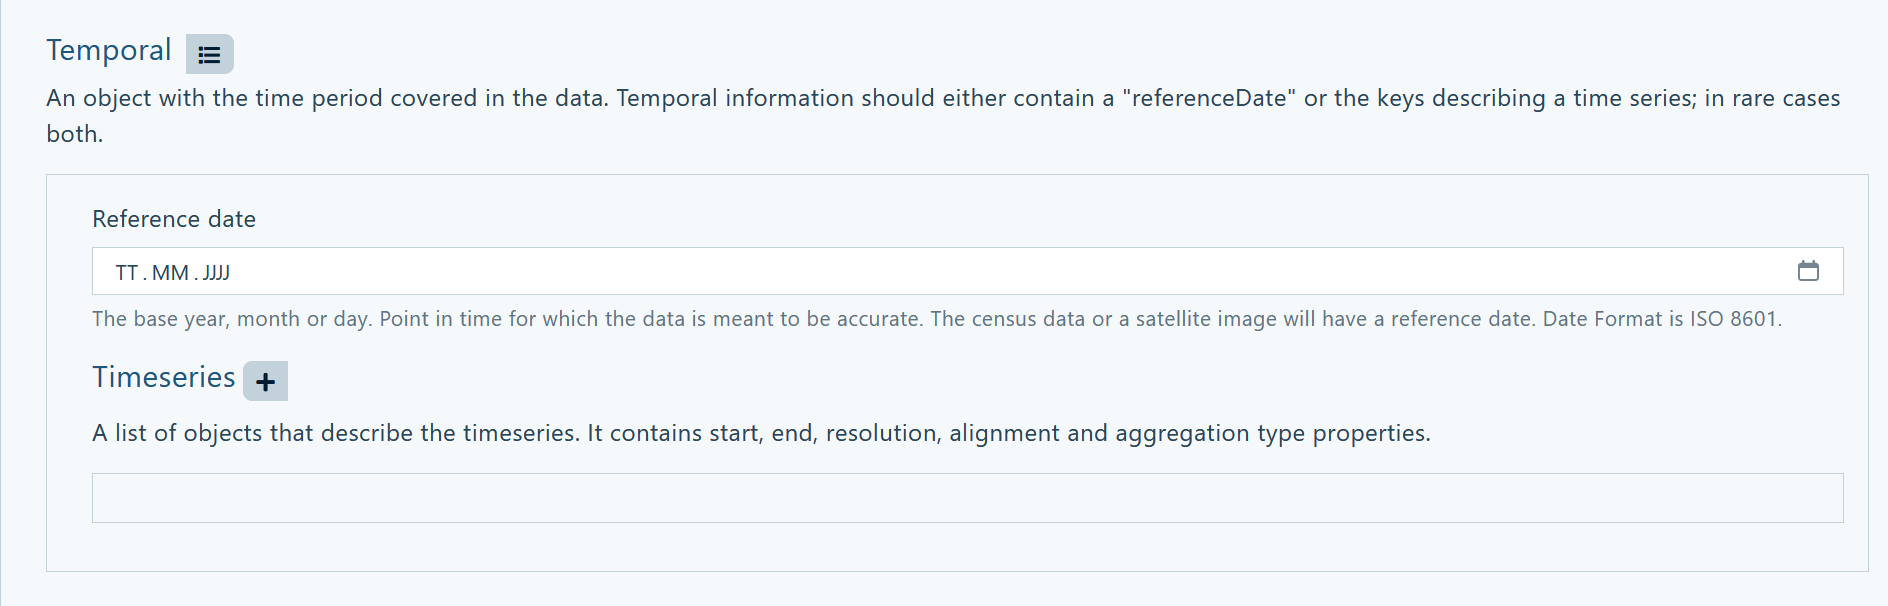 Temporal
An object with the time period covered in the data. Temporal information should either contain a "referenceDate" or the keys describing a time series; in rare cases
both.
Reference date
TT.MM.JJJJ
The base year, month or day. Point in time for which the data is meant to be accurate. The census data or a satellite image will have a reference date. Date Format is ISO 8601.
Timeseries
A list of objects that describe the timeseries. It contains start, end, resolution, alignment and aggregation type properties.